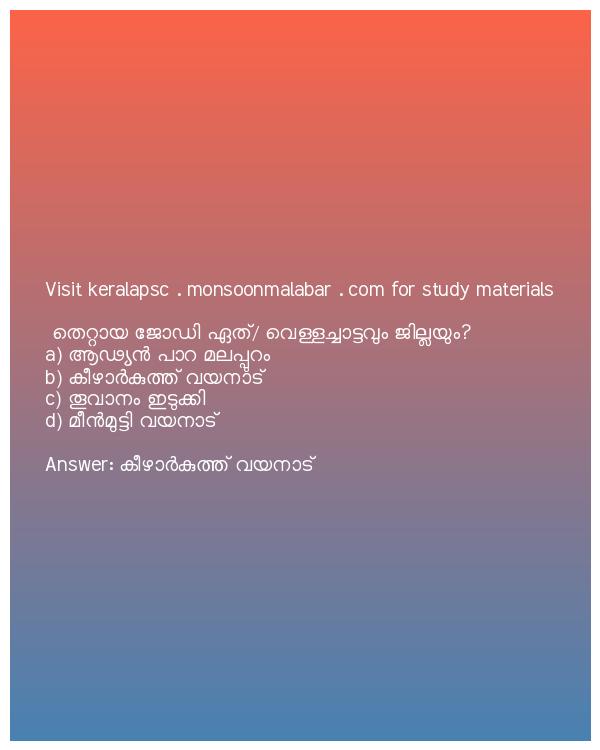 Visit keralapsc . monsoonmalabar . com for study materials
തെറ്റായ ജോഡി ഏത്/ വെള്ളച്ചാട്ടവും ജില്ലയും?
a) ആഢ്യൻ പാറ മലപ്പുറം
b) കീഴാർകുത്ത് വയനാട്
c) തൂവാനം ഇടുക്കി
d) മീൻമുട്ടി വയനാട്
Answer: കീഴാർകുത്ത് വയനാട്